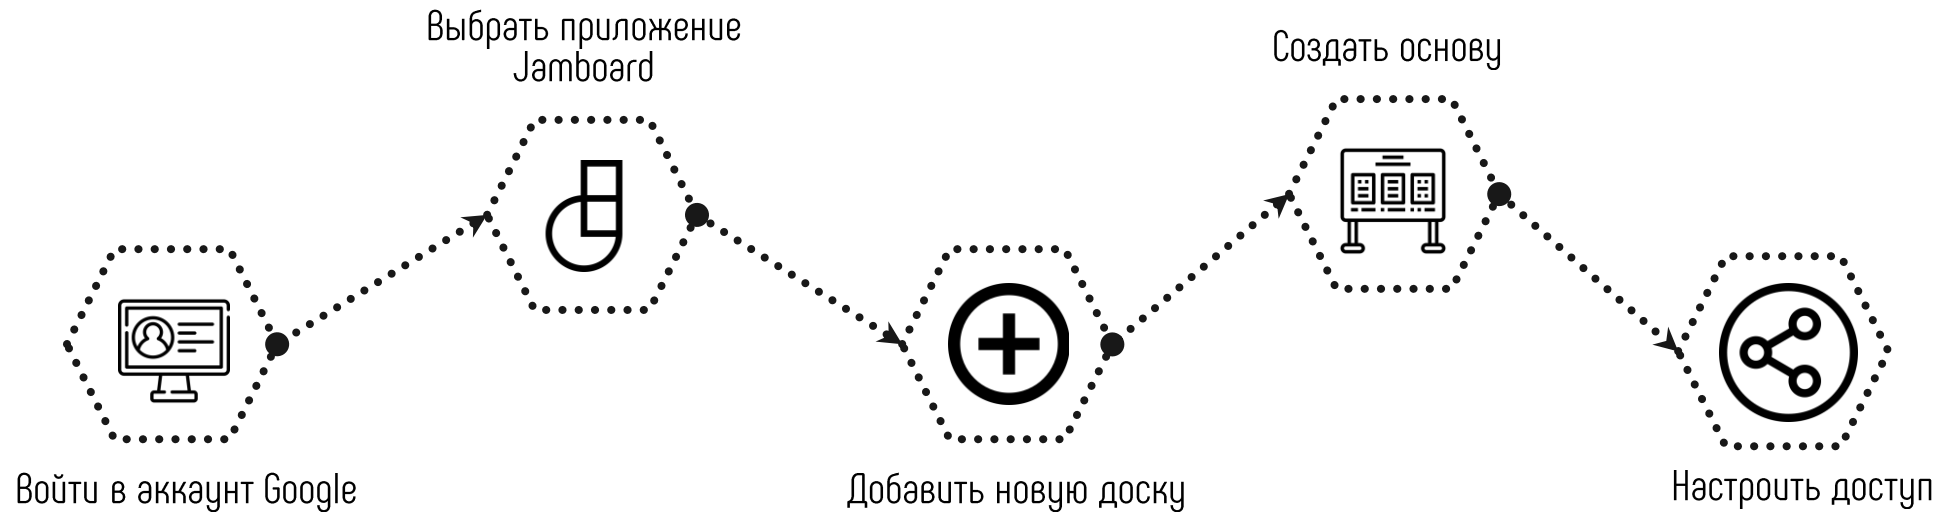 Войти в аккаунт Google
Выбрать приложение
Jamboard
Добавить новую доску
Создать основу
Настроить доступ